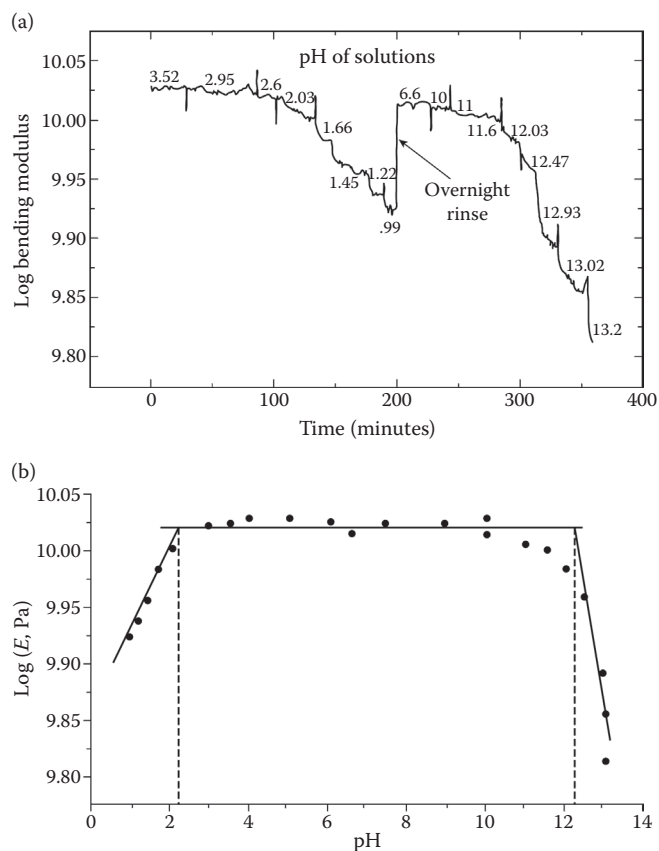 (a)
pH of solutions
10.05
10.00
9.95
9.90
9.85
9.80
Log bending modulus
3.52
2.95
2.6
2.03
1.66
1.45
1.22
.99
6.6
10
11
11.6
12.03
12.47
12.93
13.02
13.2
Overnight
rinse
0 100 200 300 400
Time (minutes)
(b)
10.05
10.00
9.95
9.90
9.85
9.80
Log (E, Pa)
0 2 4 6 8 10 12 14
pH